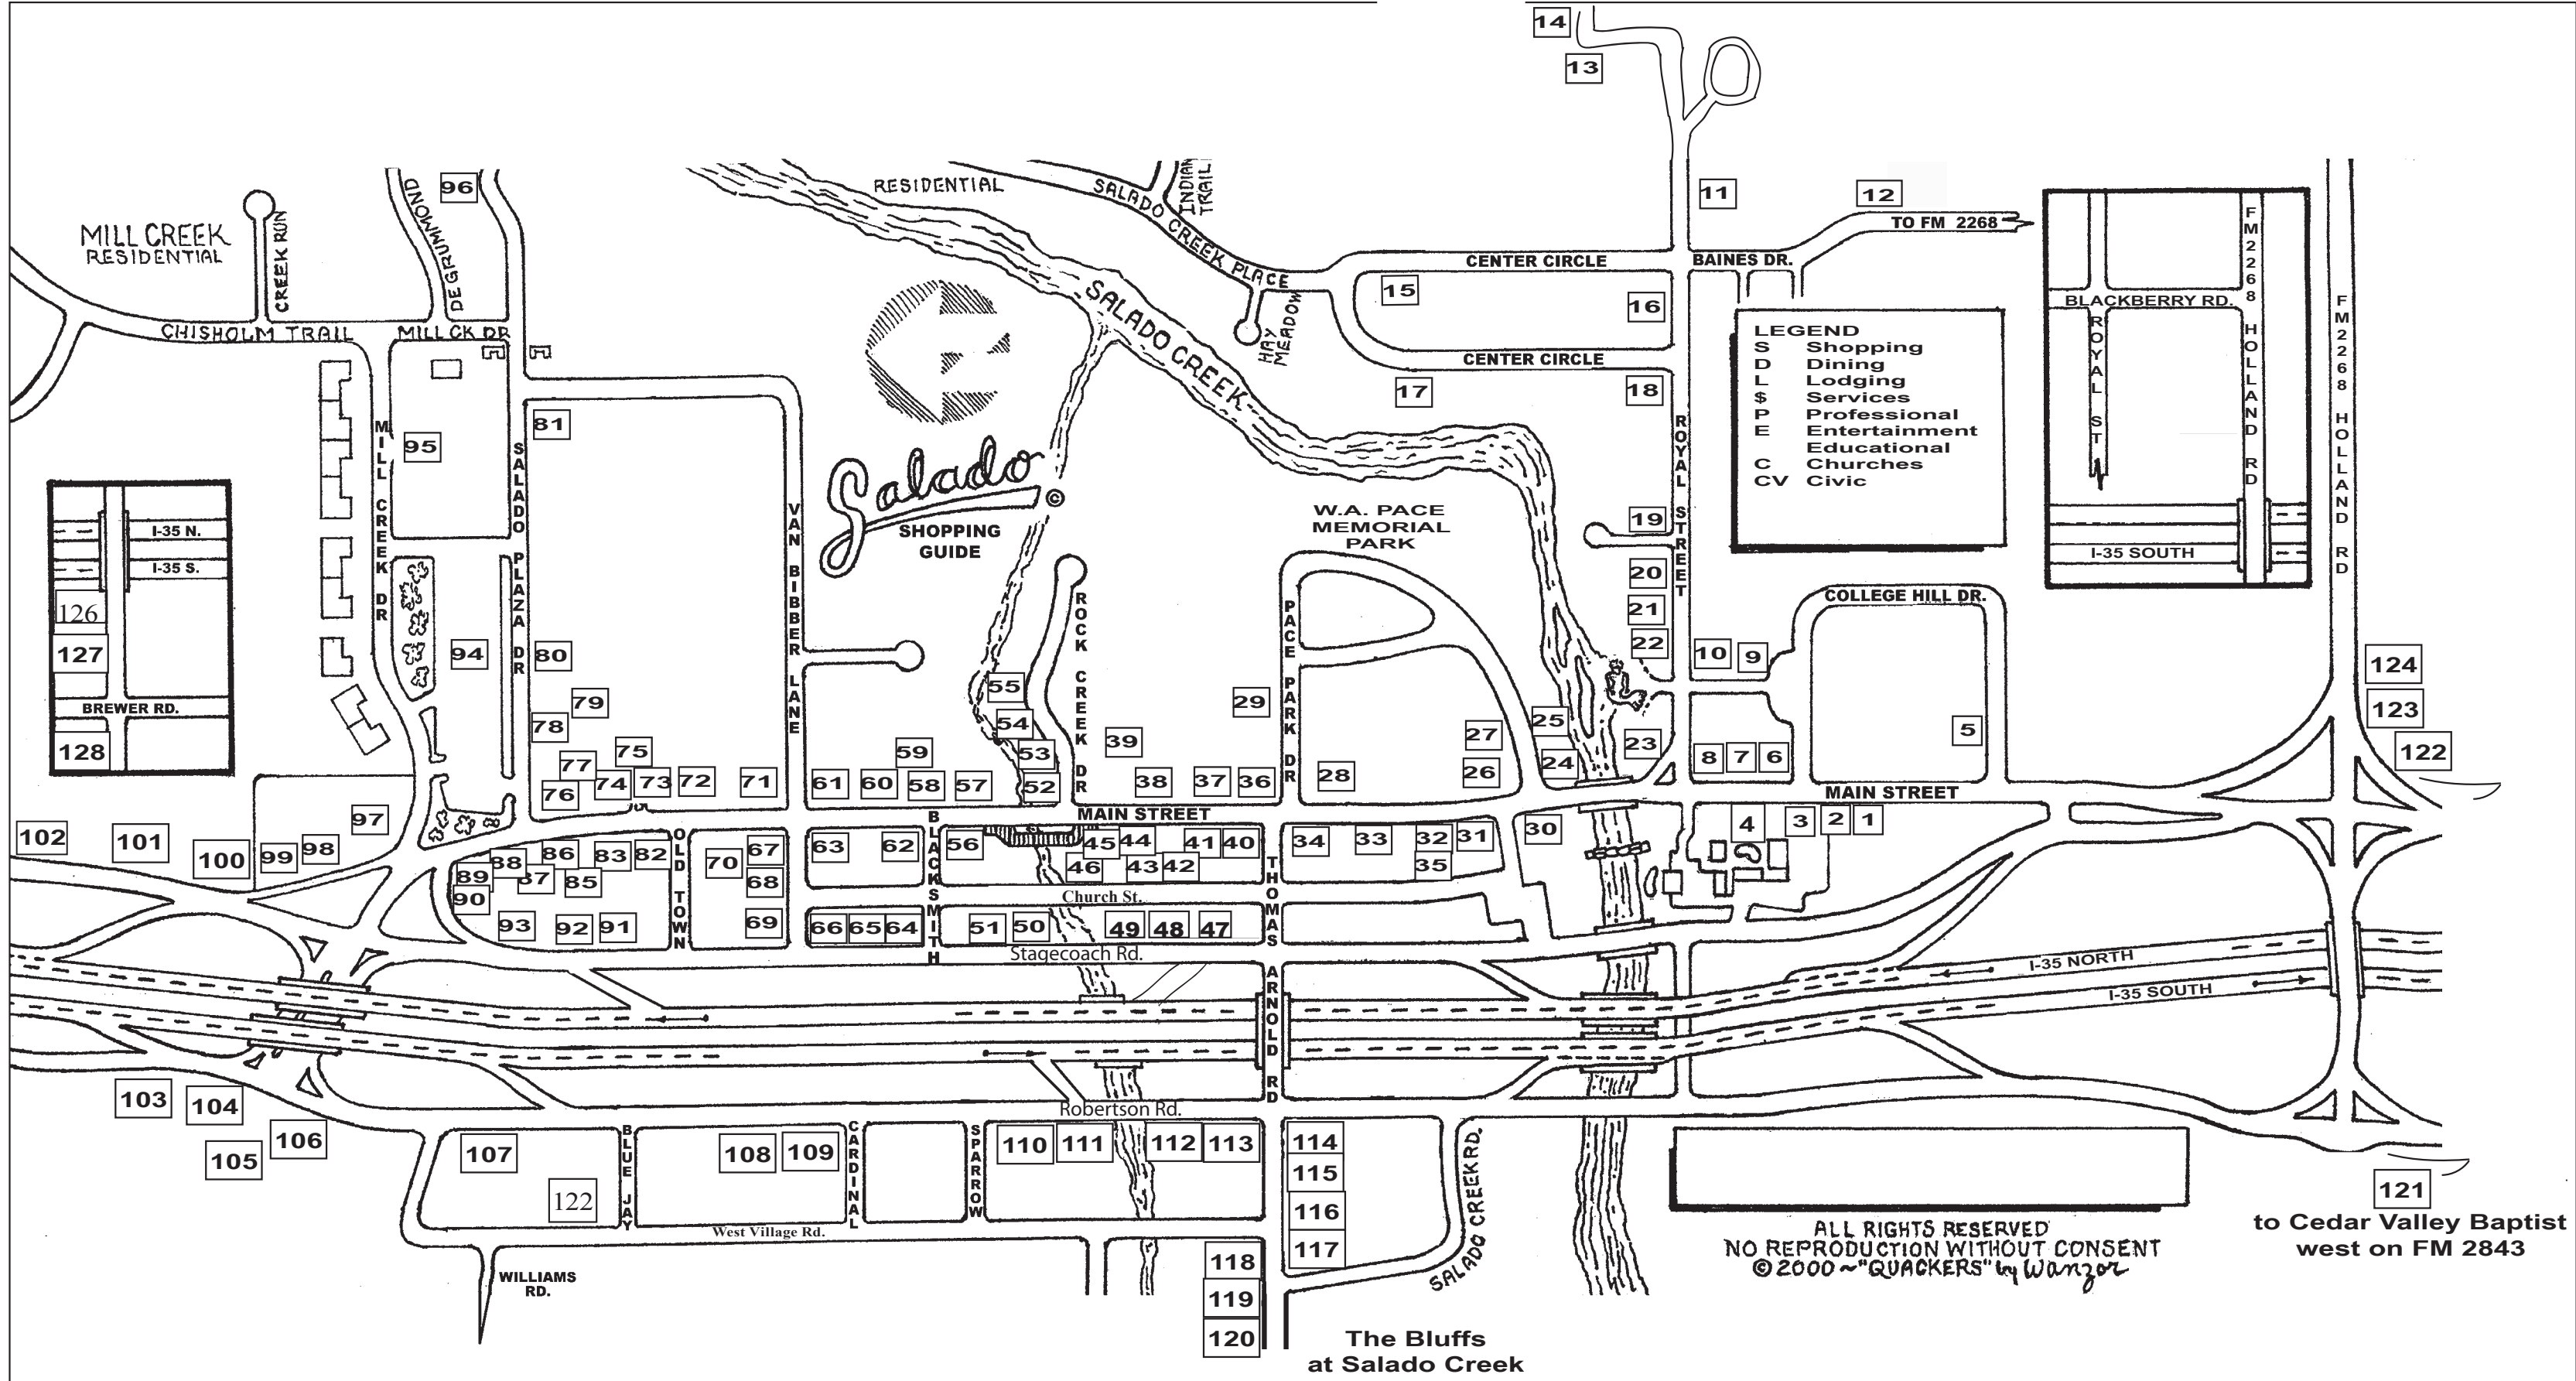 14
13
96
11
12
TO FM 2268
RESIDENTIAL
SALADO CREEK PLACE
INDIAN
TRAIL
DEGRUMMOND
MILL CREEK
RESIDENTIAL
CREEK RUN
CENTER CIRCLE
BAINES DR.
15
16
HAY
MEADOW
SALADO CREEK
CHISHOLM TRAIL
MILL CK DR
CENTER CIRCLE
17
18
LEGEND
S Shopping
D Dining
L Lodging
$ Services
P Professional
E Entertainment
Educational
C Churches
CV Civic
BLACKBERRY RD.
ROYAL ST
FM2268 HOLLAND RD
I-35 SOUTH
FM2268 HOLLAND RD
81
95
MILL CREEK DR
SALADO PLAZA DR
VAN BIBBER LANE
Salado
©
SHOPPING
GUIDE
W.A. PACE
MEMORIAL
PARK
ROYAL STREET
19
20
21
22
I-35 N.
I-35 S.
126
127
BREWER RD.
128
94
80
79
78
77
75
76
74
73
72
71
ROCK CREEK DR
PACE PARK DR
COLLEGE HILL DR.
10
9
5
55
54
53
52
39
29
27
26
25
24
23
8
7
6
124
123
122
61
60
59
58
57
38
37
36
28
MAIN STREET
MAIN STREET
102
101
100
99
98
97
88
86
83
82
89
87
85
90
93
92
91
OLD TOWN
70
67
68
69
63
62
BLACKSMITH
56
45
44
41
40
46
43
42
THOMAS ARNOLD RD
34
33
32
31
35
30
4
3
2
1
Church St.
66
65
64
51
50
49
48
47
Stagecoach Rd.
I-35 NORTH
I-35 SOUTH
103
104
105
106
Robertson Rd.
107
122
BLUE JAY
108
109
CARDINAL
SPARROW
110
111
112
113
114
115
116
117
SALADO CREEK RD.
West Village Rd.
WILLIAMS
RD.
118
119
120
The Bluffs
at Salado Creek
ALL RIGHTS RESERVED
NO REPRODUCTION WITHOUT CONSENT
© 2000 ~ "QUACKERS" by Wanzor
121
to Cedar Valley Baptist
west on FM 2843